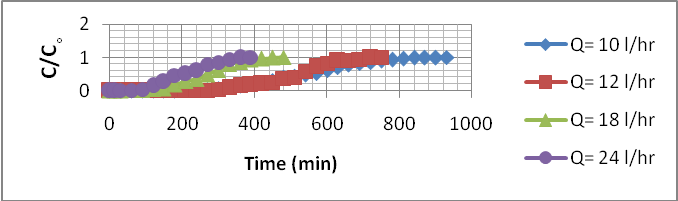 C/C°
2
1
0
0 200 400 600 800 1000
Time (min)
Q= 10 l/hr
Q= 12 l/hr
Q= 18 l/hr
Q= 24 l/hr